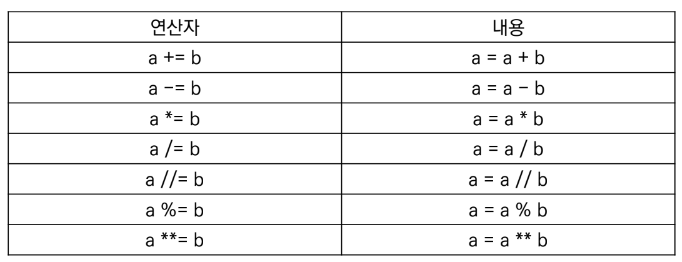 연산자 내용
a += b a = a + b
a -= b a = a - b
a *= b a = a * b
a /= b a = a / b
a //= b a = a // b
a %= b a = a % b
a **= b a = a ** b